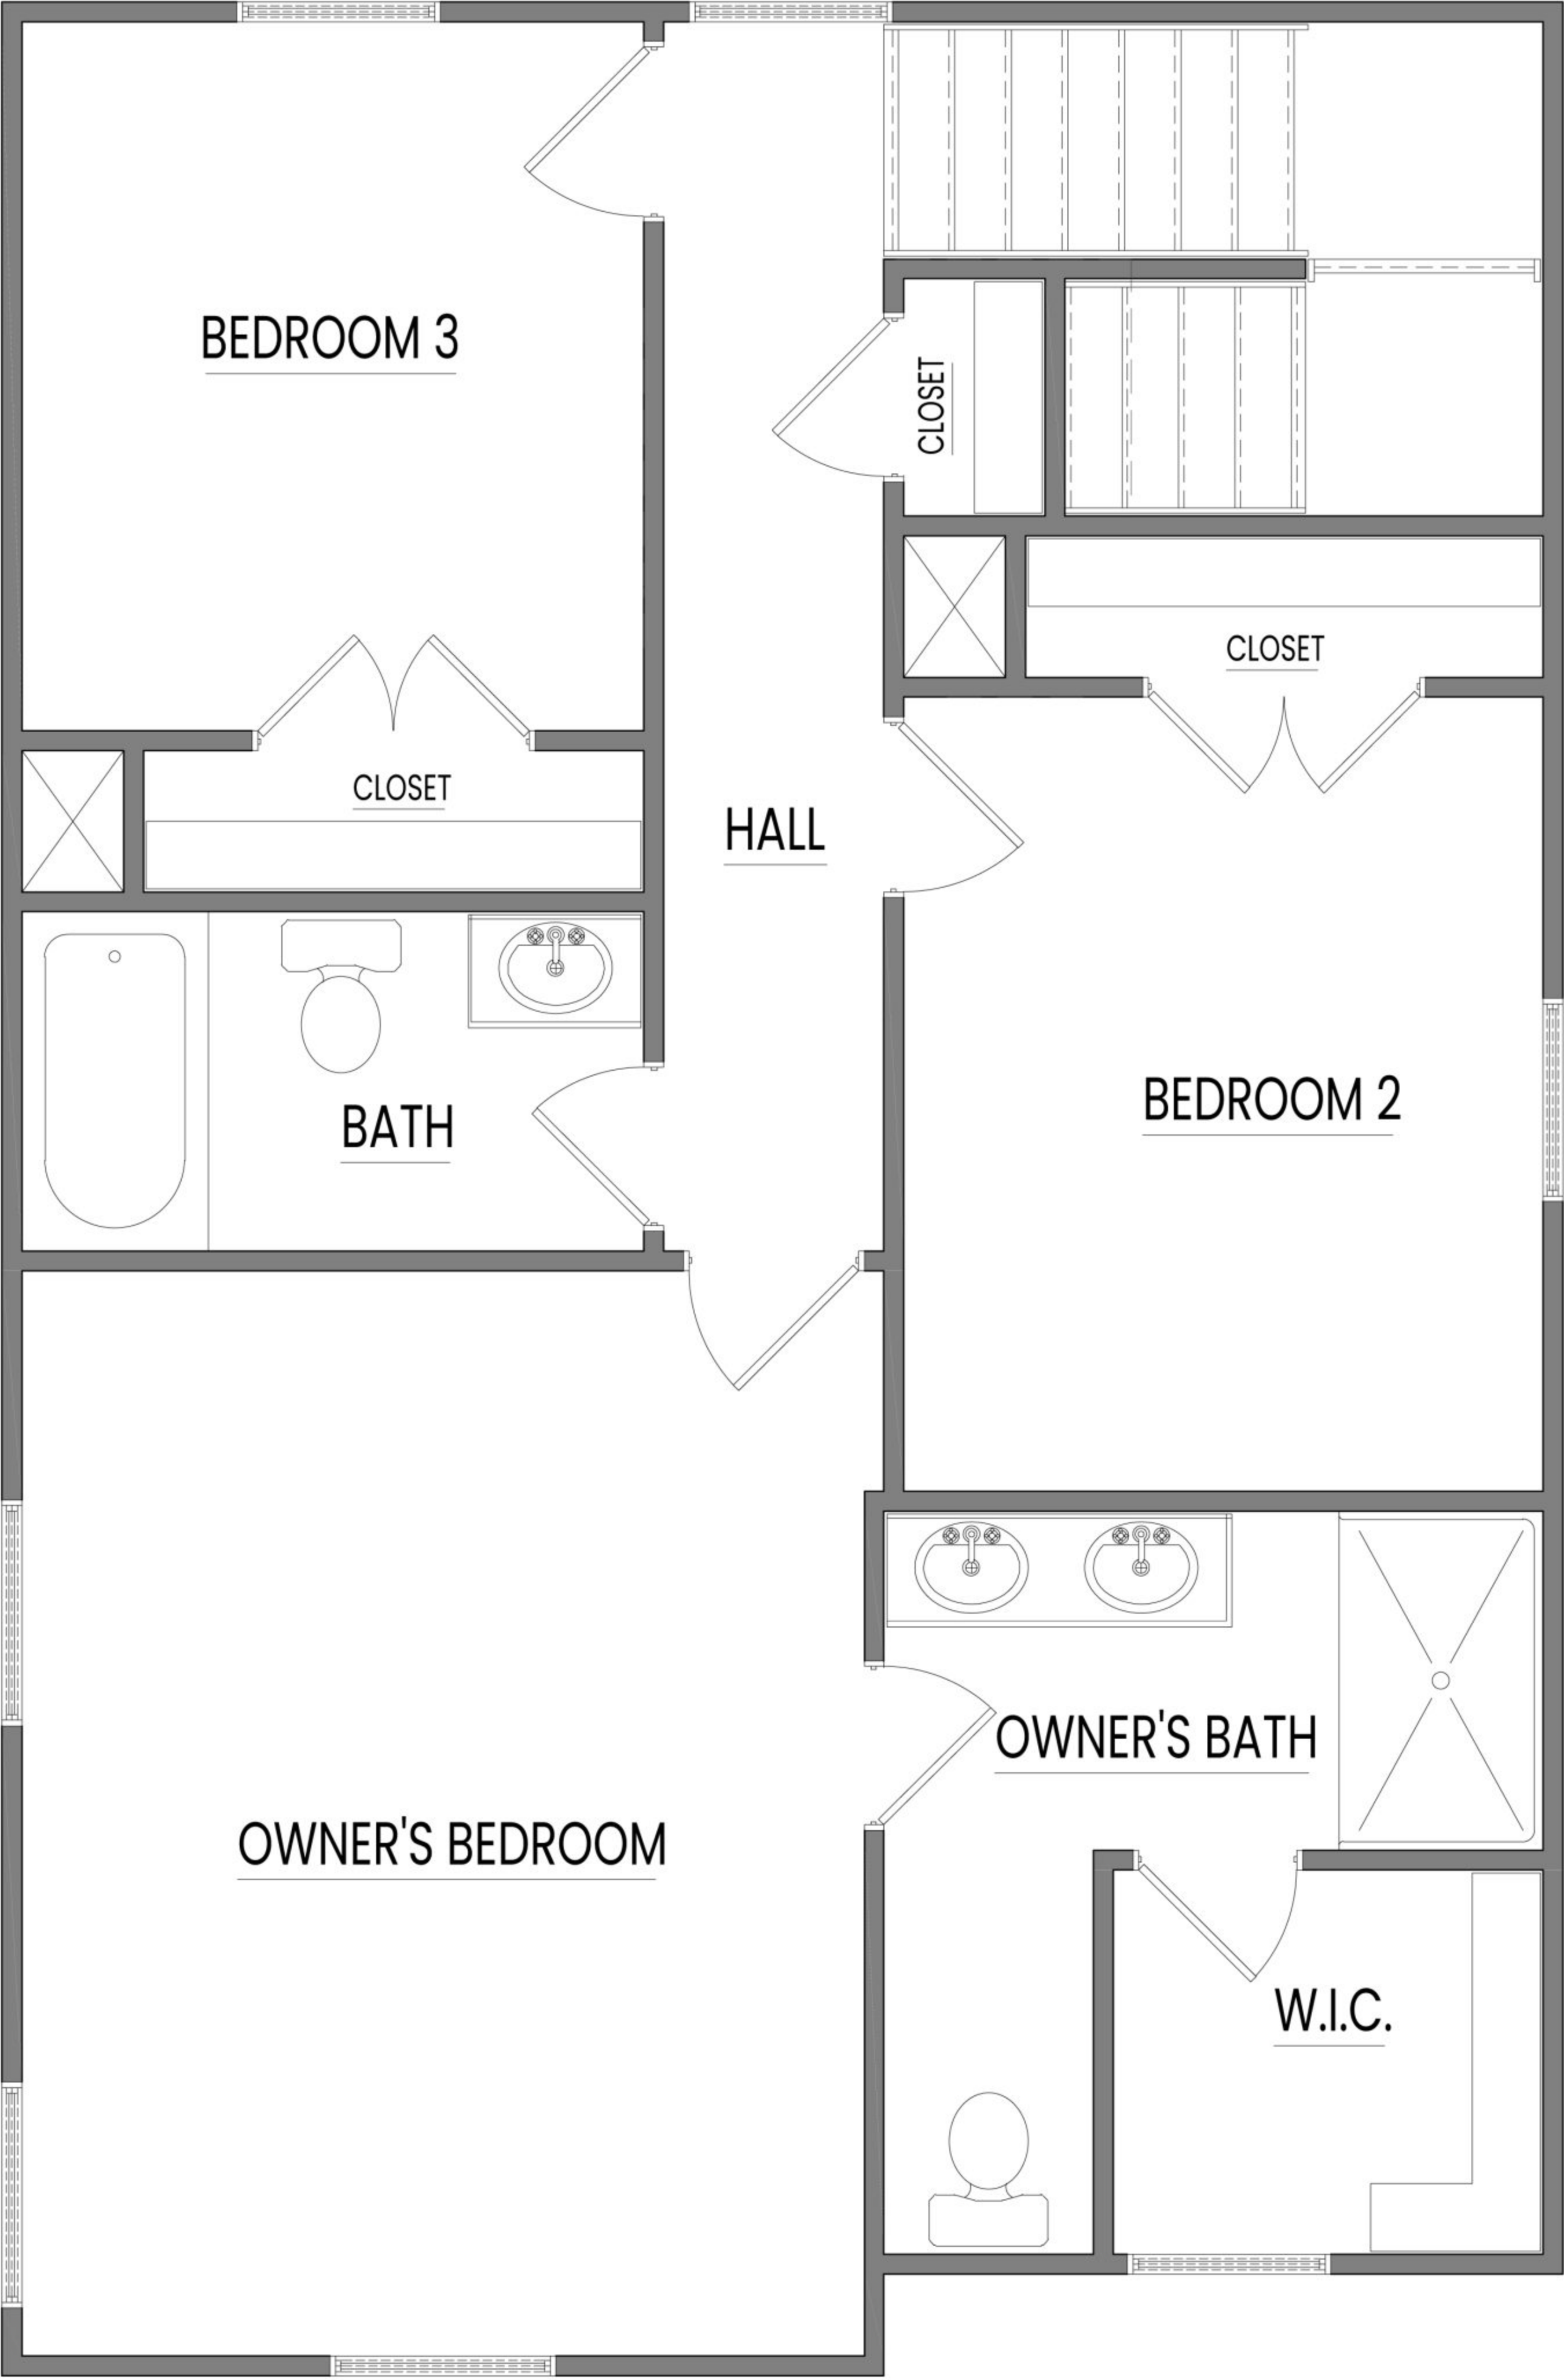 BEDROOM 3
CLOSET
CLOSET
CLOSET
HALL
BEDROOM 2
BATH
OWNER'S BATH
OWNER'S BEDROOM
W.I.C.